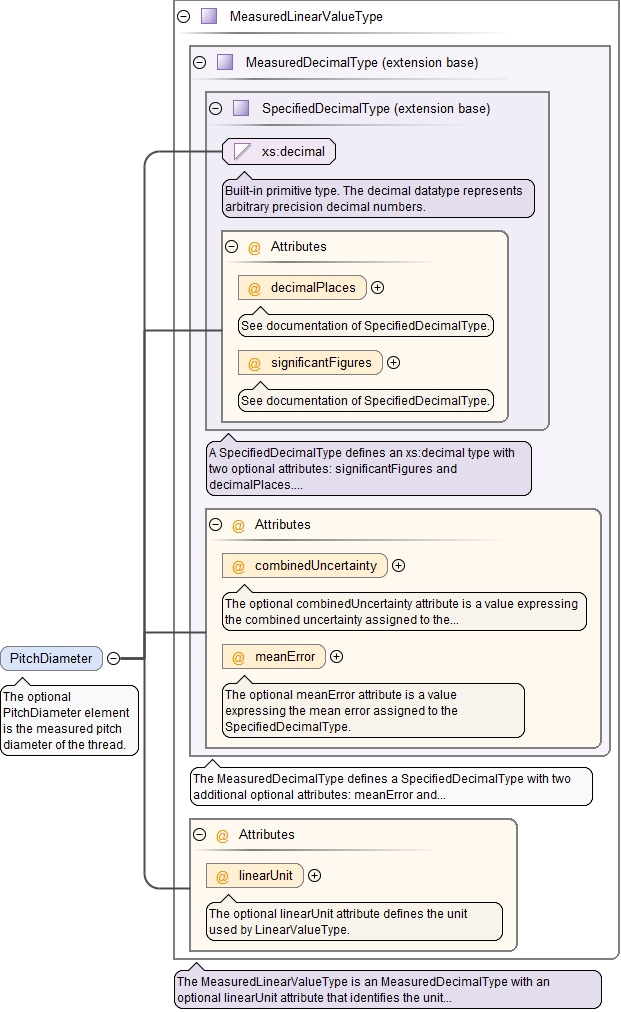 MeasuredLinearValueType
MeasuredDecimalType (extension base)
SpecifiedDecimalType (extension base)
xs:decimal
Built-in primitive type. The decimal datatype represents
arbitrary precision decimal numbers.
@ Attributes
@ decimalPlaces
See documentation of SpecifiedDecimalType.
@ significantFigures
See documentation of SpecifiedDecimalType.
A SpecifiedDecimalType defines an xs:decimal type with
two optional attributes: significantFigures and
decimalPlaces....
@ Attributes
@ combinedUncertainty
The optional combinedUncertainty attribute is a value expressing
the combined uncertainty assigned to the...
@ meanError
The optional meanError attribute is a value
expressing the mean error assigned to the
SpecifiedDecimalType.
PitchDiameter
The optional
PitchDiameter element
is the measured pitch
diameter of the thread.
The MeasuredDecimalType defines a SpecifiedDecimalType with two
additional optional attributes: meanError and...
@ Attributes
@ linearUnit
The optional linearUnit attribute defines the unit
used by LinearValueType.
The MeasuredLinearValueType is an MeasuredDecimalType with an
optional linearUnit attribute that identifies the unit...